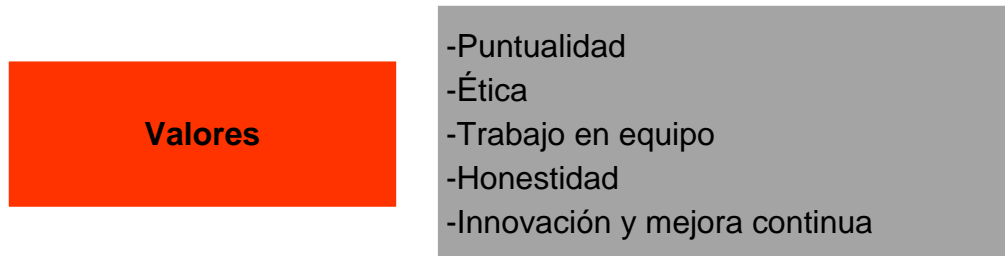 Valores
-Puntualidad
-Ética
-Trabajo en equipo
-Honestidad
-Innovación y mejora continua